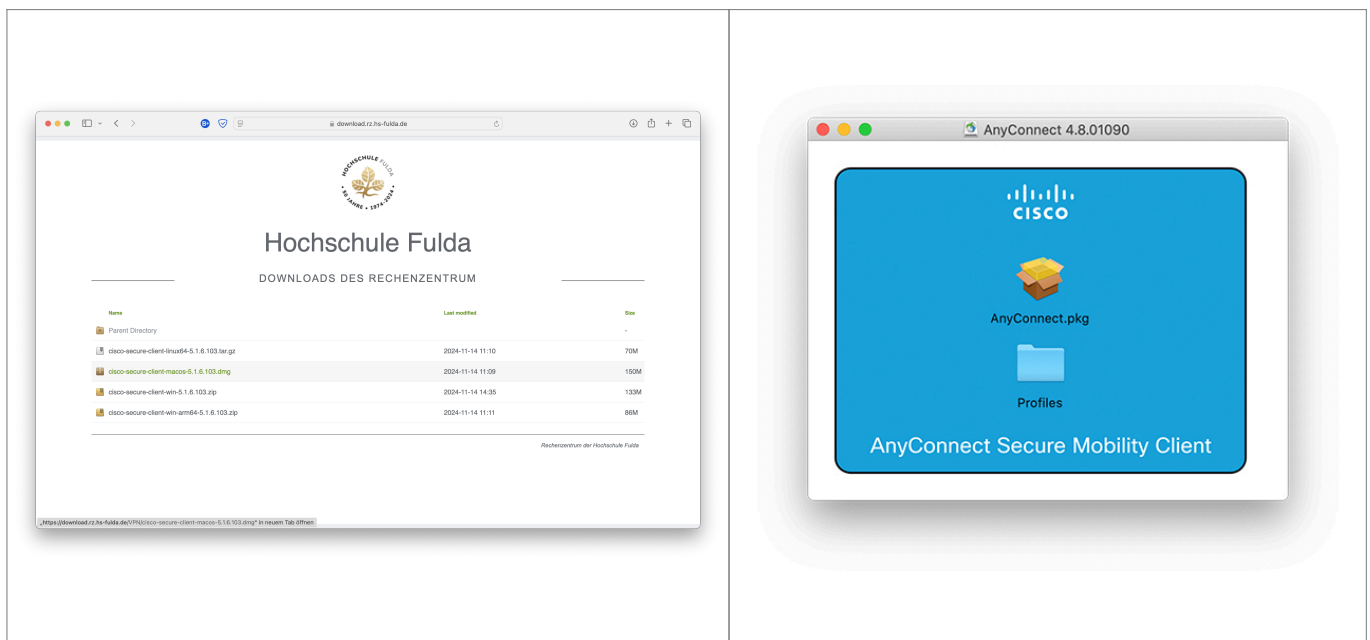 download.rz.hs-fulda.de
HOCHSCHULE FULDA
• 50 JAHRE • 1974-2024 •
Hochschule Fulda
DOWNLOADS DES RECHENZENTRUM
Name Last modified Size
Parent Directory -
cisco-secure-client-linux64-5.1.6.103.tar.gz 2024-11-14 11:10 70M
cisco-secure-client-macos-5.1.6.103.dmg 2024-11-14 11:09 150M
cisco-secure-client-win-5.1.6.103.zip 2024-11-14 14:35 133M
cisco-secure-client-win-arm64-5.1.6.103.zip 2024-11-14 11:11 86M
Rechenzentrum der Hochschule Fulda
„https://download.rz.hs-fulda.de/VPN/cisco-secure-client-macos-5.1.6.103.dmg" in neuem Tab öffnen
AnyConnect 4.8.01090
CISCO
AnyConnect.pkg
Profiles
AnyConnect Secure Mobility Client